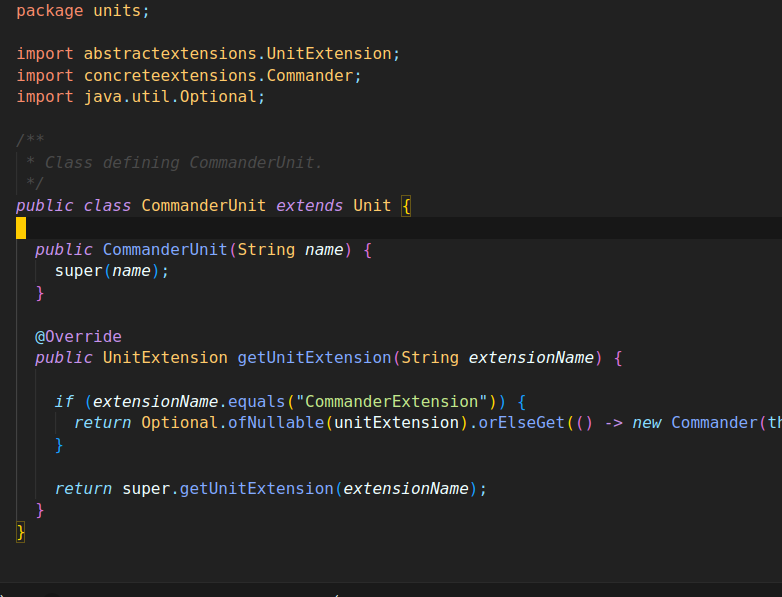 package units;
import abstractextensions.UnitExtension;
import concreteextensions.Commander;
import java.util.Optional;
/**
* Class defining CommanderUnit.
*/
public class CommanderUnit extends Unit {
public CommanderUnit(String name) {
super(name);
}
@Override
public UnitExtension getUnitExtension(String extensionName) {
if (extensionName.equals("CommanderExtension")) {
return Optional.ofNullable(unitExtension).orElseGet(() -> new Commander(th
}
return super.getUnitExtension(extensionName);
}
}